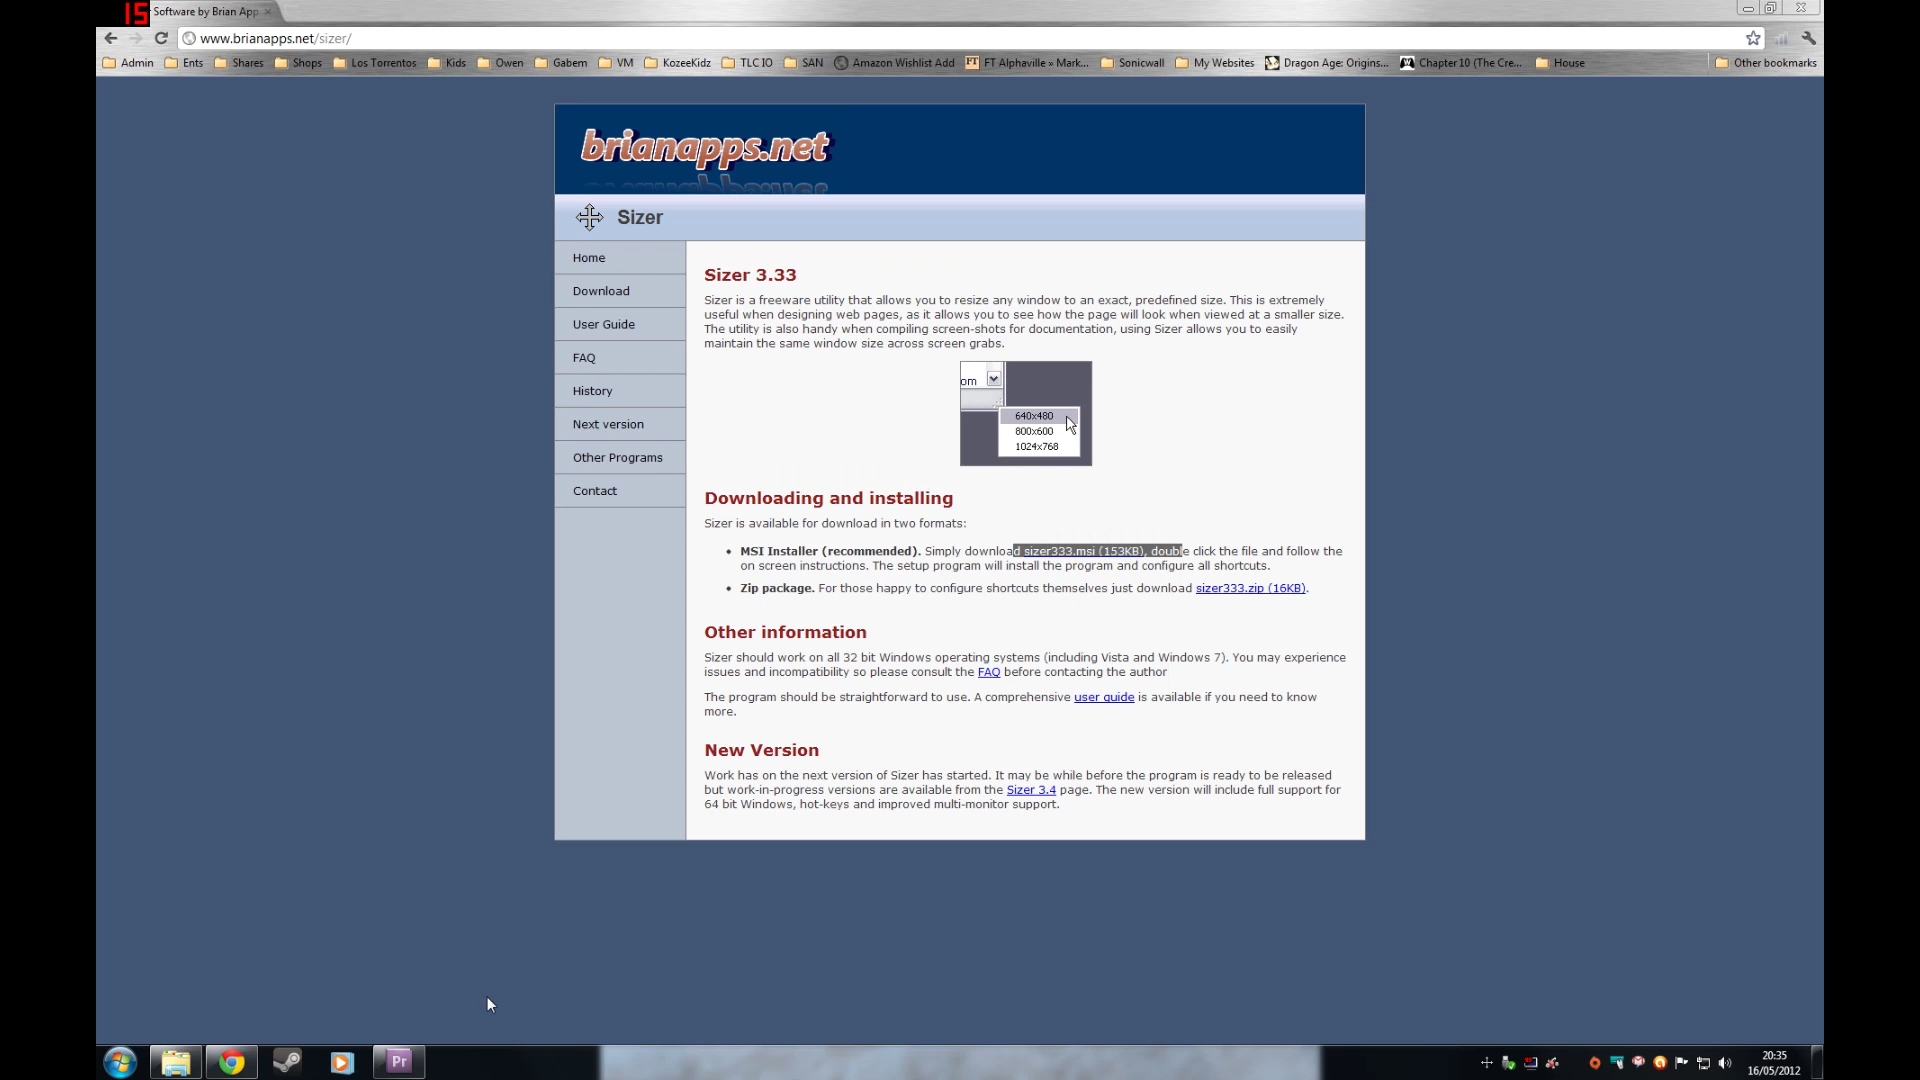 15
Software by Brian App
www.brianapps.net/sizer/
Admin Ents Shares Shops Los Torrentos Kids Owen Gabem VM KozeeKidz TLC IO SAN Amazon Wishlist Add FT FT Alphaville » Mark... Sonicwall My Websites Dragon Age: Origins... Chapter 10 (The Cre... House Other bookmarks
brianapps.net
Sizer
Home
Download
User Guide
FAQ
History
Next version
Other Programs
Contact
Sizer 3.33
Sizer is a freeware utility that allows you to resize any window to an exact, predefined size. This is extremely
useful when designing web pages, as it allows you to see how the page will look when viewed at a smaller size.
The utility is also handy when compiling screen-shots for documentation, using Sizer allows you to easily
maintain the same window size across screen grabs.
om
640x480
800x600
1024x768
Downloading and installing
Sizer is available for download in two formats:
• MSI Installer (recommended). Simply download sizer333.msi (153KB), double click the file and follow the
on screen instructions. The setup program will install the program and configure all shortcuts.
• Zip package. For those happy to configure shortcuts themselves just download sizer333.zip (16KB).
Other information
Sizer should work on all 32 bit Windows operating systems (including Vista and Windows 7). You may experience
issues and incompatibility so please consult the FAQ before contacting the author
The program should be straightforward to use. A comprehensive user guide is available if you need to know
more.
New Version
Work has on the next version of Sizer has started. It may be while before the program is ready to be released
but work-in-progress versions are available from the Sizer 3.4 page. The new version will include full support for
64 bit Windows, hot-keys and improved multi-monitor support.
Pr
20:35
16/05/2012